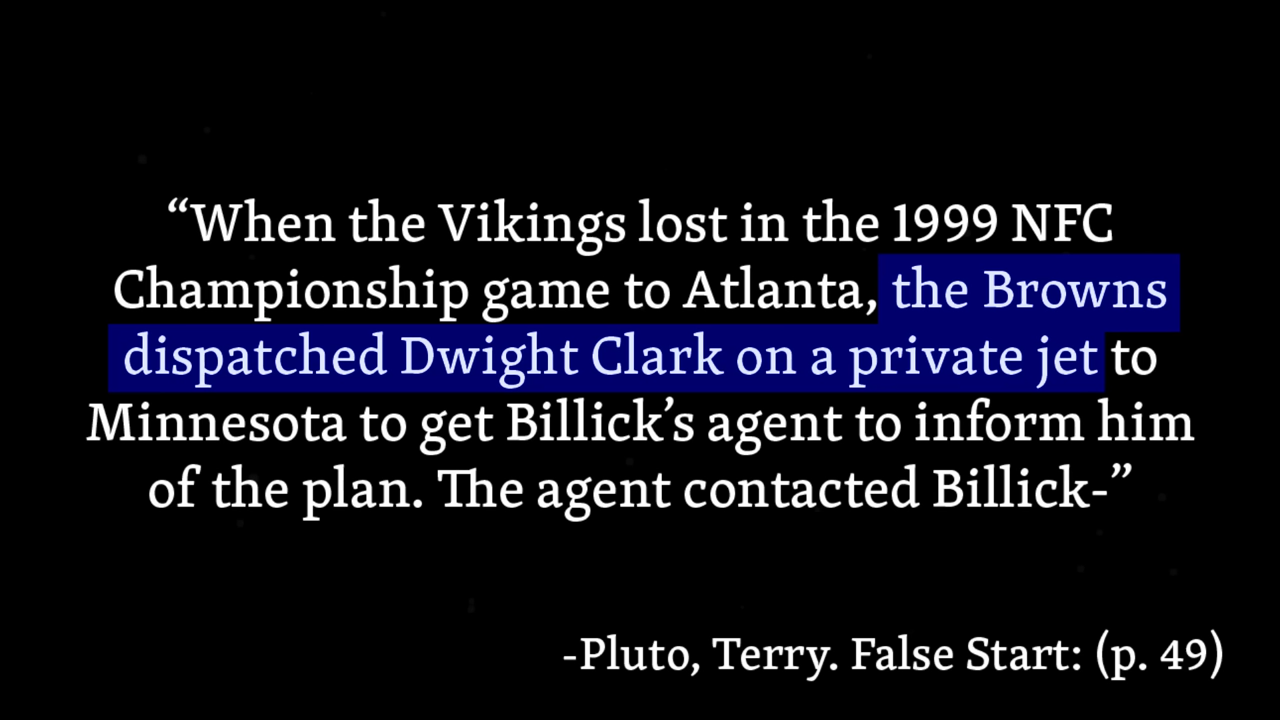 “When the Vikings lost in the 1999 NFC
Championship game to Atlanta, the Browns
dispatched Dwight Clark on a private jet to
Minnesota to get Billick’s agent to inform him
of the plan. The agent contacted Billick-”
-Pluto, Terry. False Start: (p. 49)